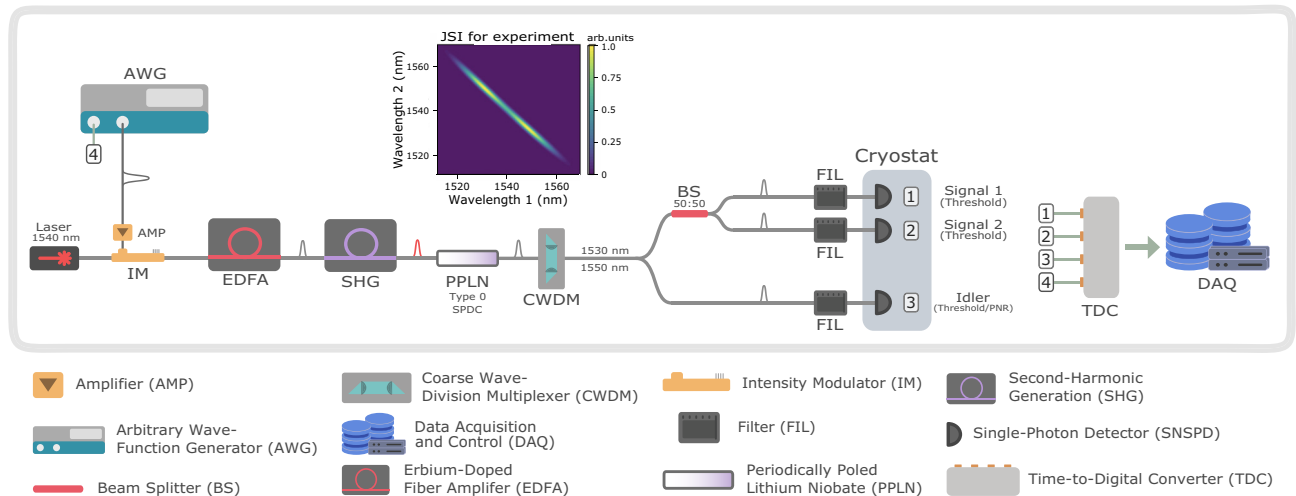 JSI for experiment
arb.units
1.0
0.75
0.5
0.25
0
Wavelength 2 (nm)
1560
1540
1520
1520
1540
1560
Wavelength 1 (nm)
AWG
4
Laser
1540 nm
AMP
IM
EDFA
SHG
PPLN
Type 0
SPDC
CWDM
1530 nm
1550 nm
BS
50:50
FIL
FIL
FIL
Cryostat
1
2
3
Signal 1
(Threshold)
Signal 2
(Threshold)
Idler
(Threshold/PNR)
1
2
3
4
TDC
DAQ
Amplifier (AMP)
Arbitrary Wave-
Function Generator (AWG)
Beam Splitter (BS)
Coarse Wave-
Division Multiplexer (CWDM)
Data Acquisition
and Control (DAQ)
Erbium-Doped
Fiber Amplifer (EDFA)
Intensity Modulator (IM)
Filter (FIL)
Periodically Poled
Lithium Niobate (PPLN)
Second-Harmonic
Generation (SHG)
Single-Photon Detector (SNSPD)
Time-to-Digital Converter (TDC)